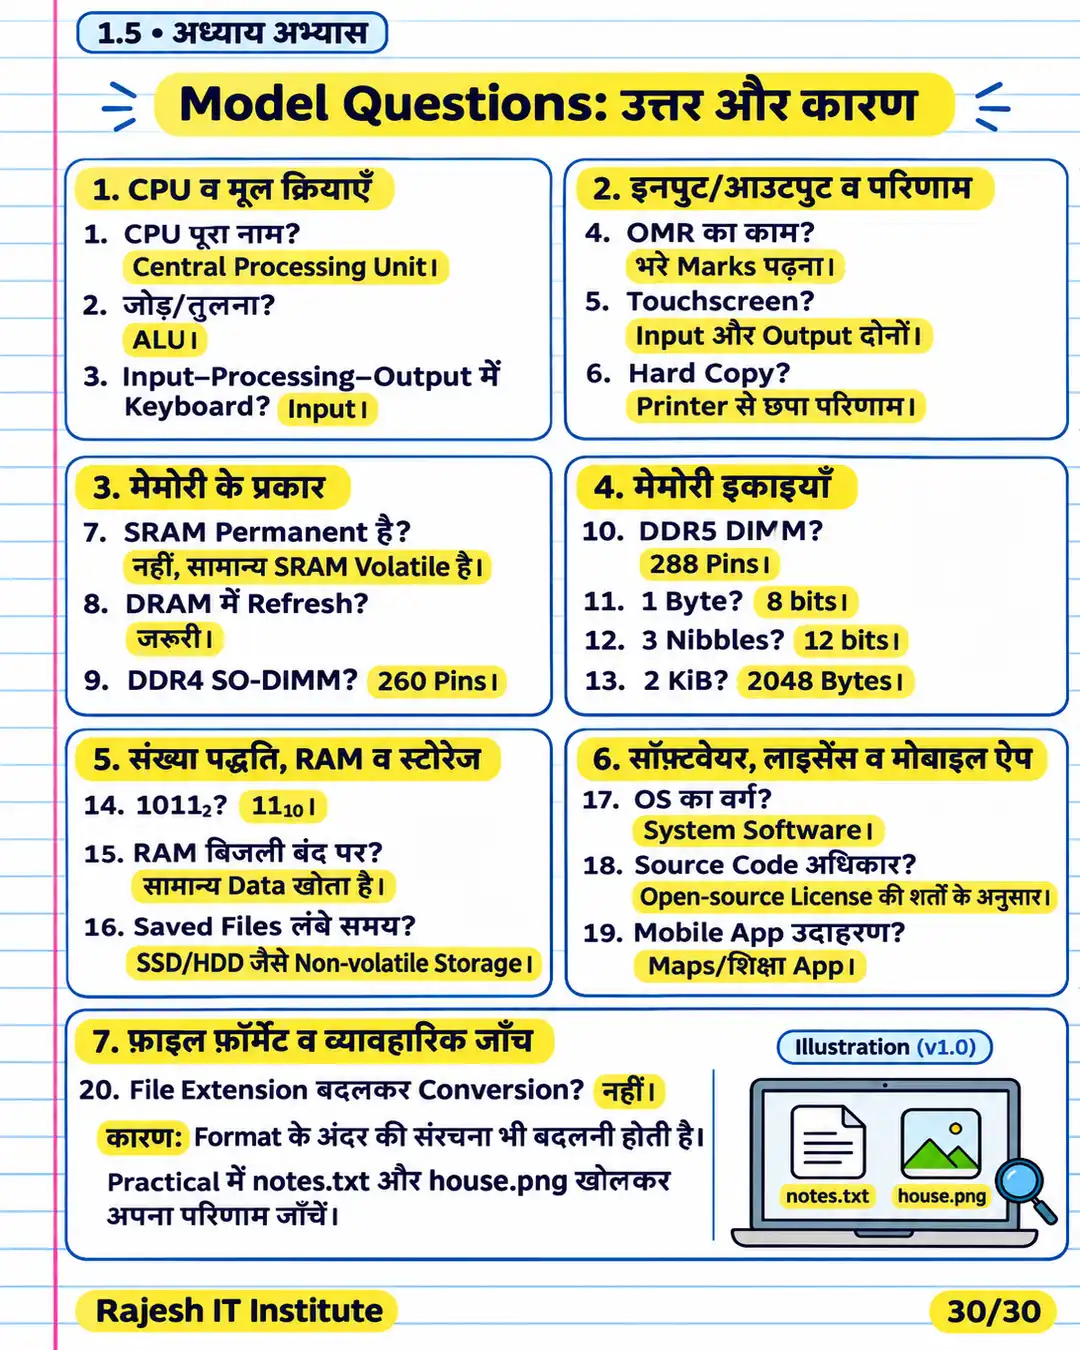 1.5 • अध्याय अभ्यास
Model Questions: उत्तर और कारण
1. CPU व मूल क्रियाएँ
1. CPU पूरा नाम?
Central Processing Unit।
2. जोड़/तुलना?
ALU।
3. Input–Processing–Output में
Keyboard? Input।
2. इनपुट/आउटपुट व परिणाम
4. OMR का काम?
भरे Marks पढ़ना।
5. Touchscreen?
Input और Output दोनों।
6. Hard Copy?
Printer से छपा परिणाम।
3. मेमोरी के प्रकार
7. SRAM Permanent है?
नहीं, सामान्य SRAM Volatile है।
8. DRAM में Refresh?
जरूरी।
9. DDR4 SO-DIMM? 260 Pins।
4. मेमोरी इकाइयाँ
10. DDR5 DIMM?
288 Pins।
11. 1 Byte? 8 bits।
12. 3 Nibbles? 12 bits।
13. 2 KiB? 2048 Bytes।
5. संख्या पद्धति, RAM व स्टोरेज
14. 1011₂? 11₁₀।
15. RAM बिजली बंद पर?
सामान्य Data खोता है।
16. Saved Files लंबे समय?
SSD/HDD जैसे Non-volatile Storage।
6. सॉफ़्टवेयर, लाइसेंस व मोबाइल ऐप
17. OS का वर्ग?
System Software।
18. Source Code अधिकार?
Open-source License की शर्तों के अनुसार।
19. Mobile App उदाहरण?
Maps/शिक्षा App।
7. फ़ाइल फ़ॉर्मेट व व्यावहारिक जाँच
20. File Extension बदलकर Conversion? नहीं।
कारण: Format के अंदर की संरचना भी बदलनी होती है।
Practical में notes.txt और house.png खोलकर
अपना परिणाम जाँचें।
Illustration (v1.0)
notes.txt house.png
Rajesh IT Institute
30/30